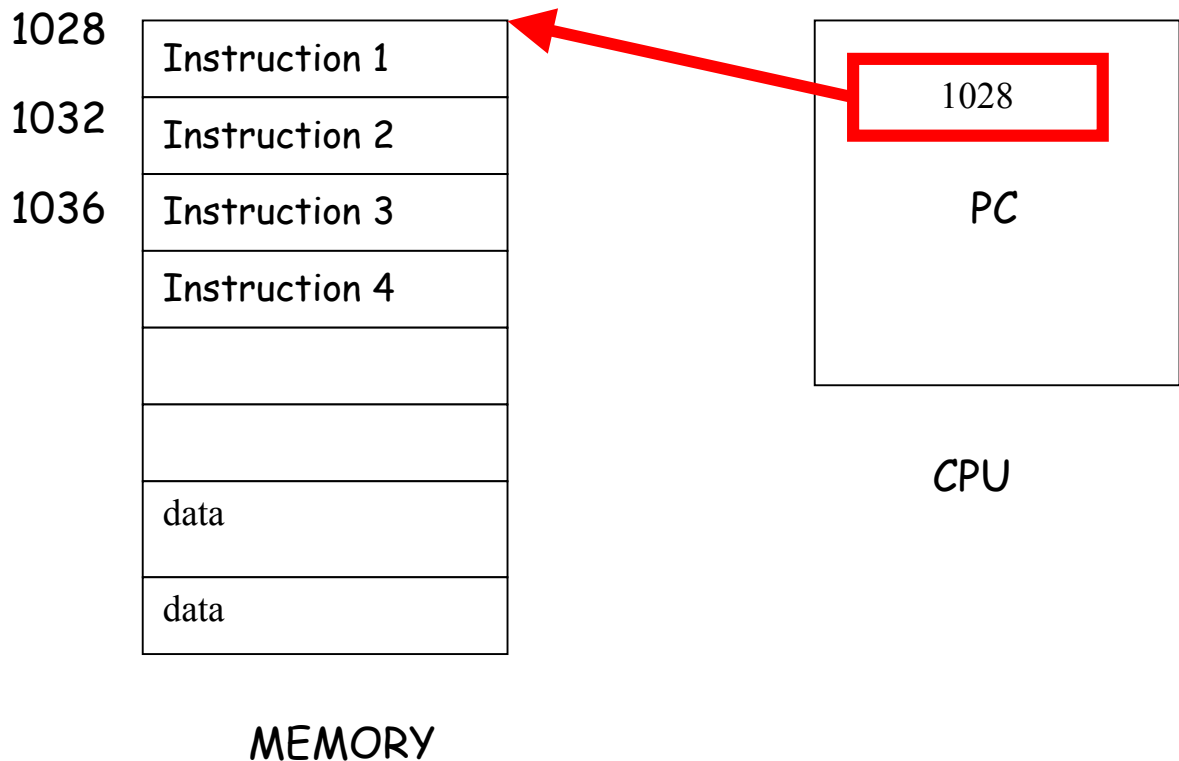 1028
Instruction 1
1032
Instruction 2
1036
Instruction 3
Instruction 4
data
data
MEMORY
1028
PC
CPU